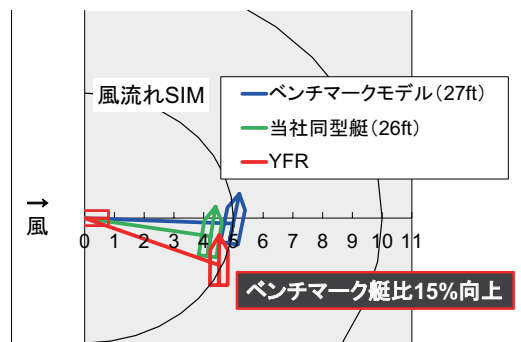 風流れSIM
ベンチマークモデル(27ft)
当社同型艇(26ft)
YFR
→
風
0 1 2 3 4 5 6 7 8 9 10 11
ベンチマーク艇比15%向上